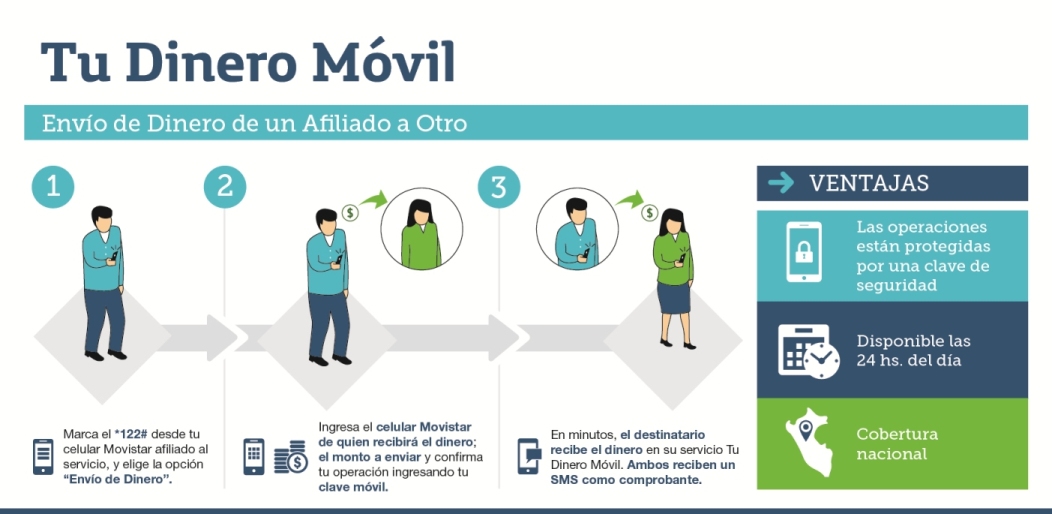 Tu Dinero Móvil
Envío de Dinero de un Afiliado a Otro
1
Marca el *122# desde tu
celular Movistar afiliado al
servicio, y elige la opción
“Envío de Dinero”.
2
$
$
Ingresa el celular Movistar
de quien recibirá el dinero;
el monto a enviar y confirma
tu operación ingresando tu
clave móvil.
3
$
En minutos, el destinatario
recibe el dinero en su servicio Tu
Dinero Móvil. Ambos reciben un
SMS como comprobante.
VENTAJAS
Las operaciones
están protegidas
por una clave de
seguridad
Disponible las
24 hs. del día
Cobertura
nacional